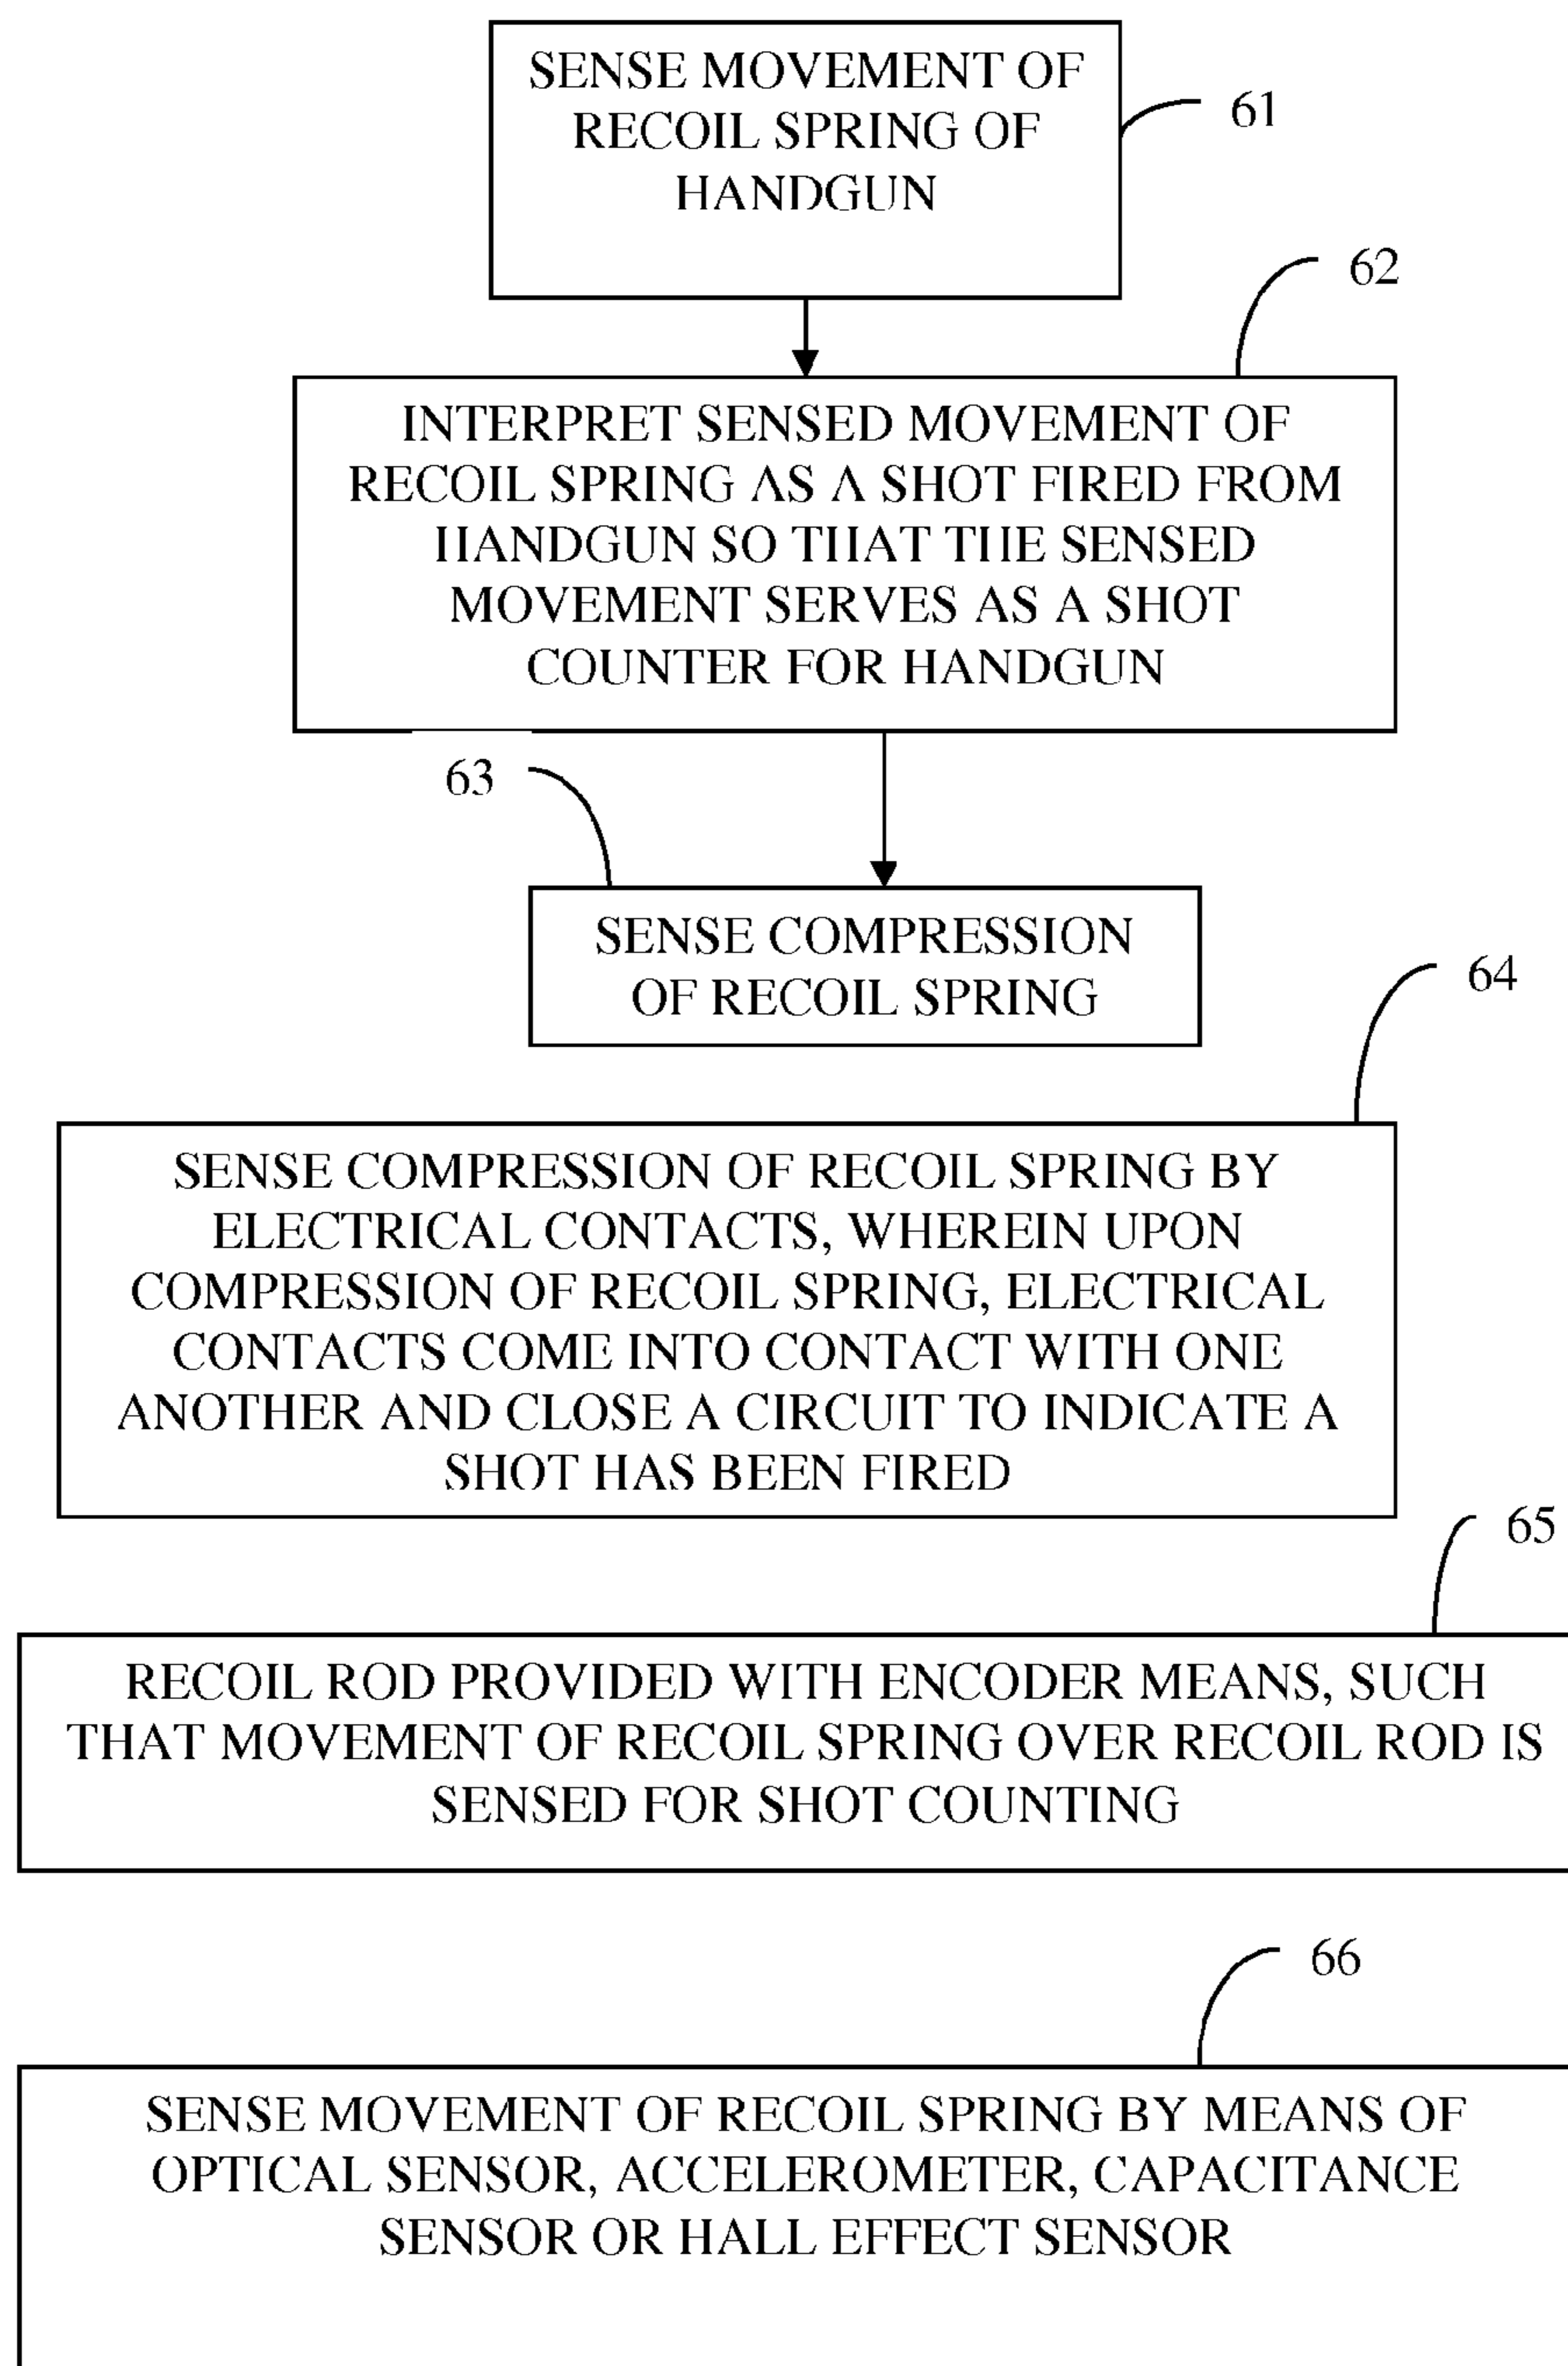 SENSE MOVEMENT OF
RECOIL SPRING OF
HANDGUN
61
62
INTERPRET SENSED MOVEMENT OF
RECOIL SPRING AS A SHOT FIRED FROM
HANDGUN SO THAT THE SENSED
MOVEMENT SERVES AS A SHOT
COUNTER FOR HANDGUN
63
SENSE COMPRESSION
OF RECOIL SPRING
64
SENSE COMPRESSION OF RECOIL SPRING BY
ELECTRICAL CONTACTS, WHEREIN UPON
COMPRESSION OF RECOIL SPRING, ELECTRICAL
CONTACTS COME INTO CONTACT WITH ONE
ANOTHER AND CLOSE A CIRCUIT TO INDICATE A
SHOT HAS BEEN FIRED
65
RECOIL ROD PROVIDED WITH ENCODER MEANS, SUCH
THAT MOVEMENT OF RECOIL SPRING OVER RECOIL ROD IS
SENSED FOR SHOT COUNTING
66
SENSE MOVEMENT OF RECOIL SPRING BY MEANS OF
OPTICAL SENSOR, ACCELEROMETER, CAPACITANCE
SENSOR OR HALL EFFECT SENSOR